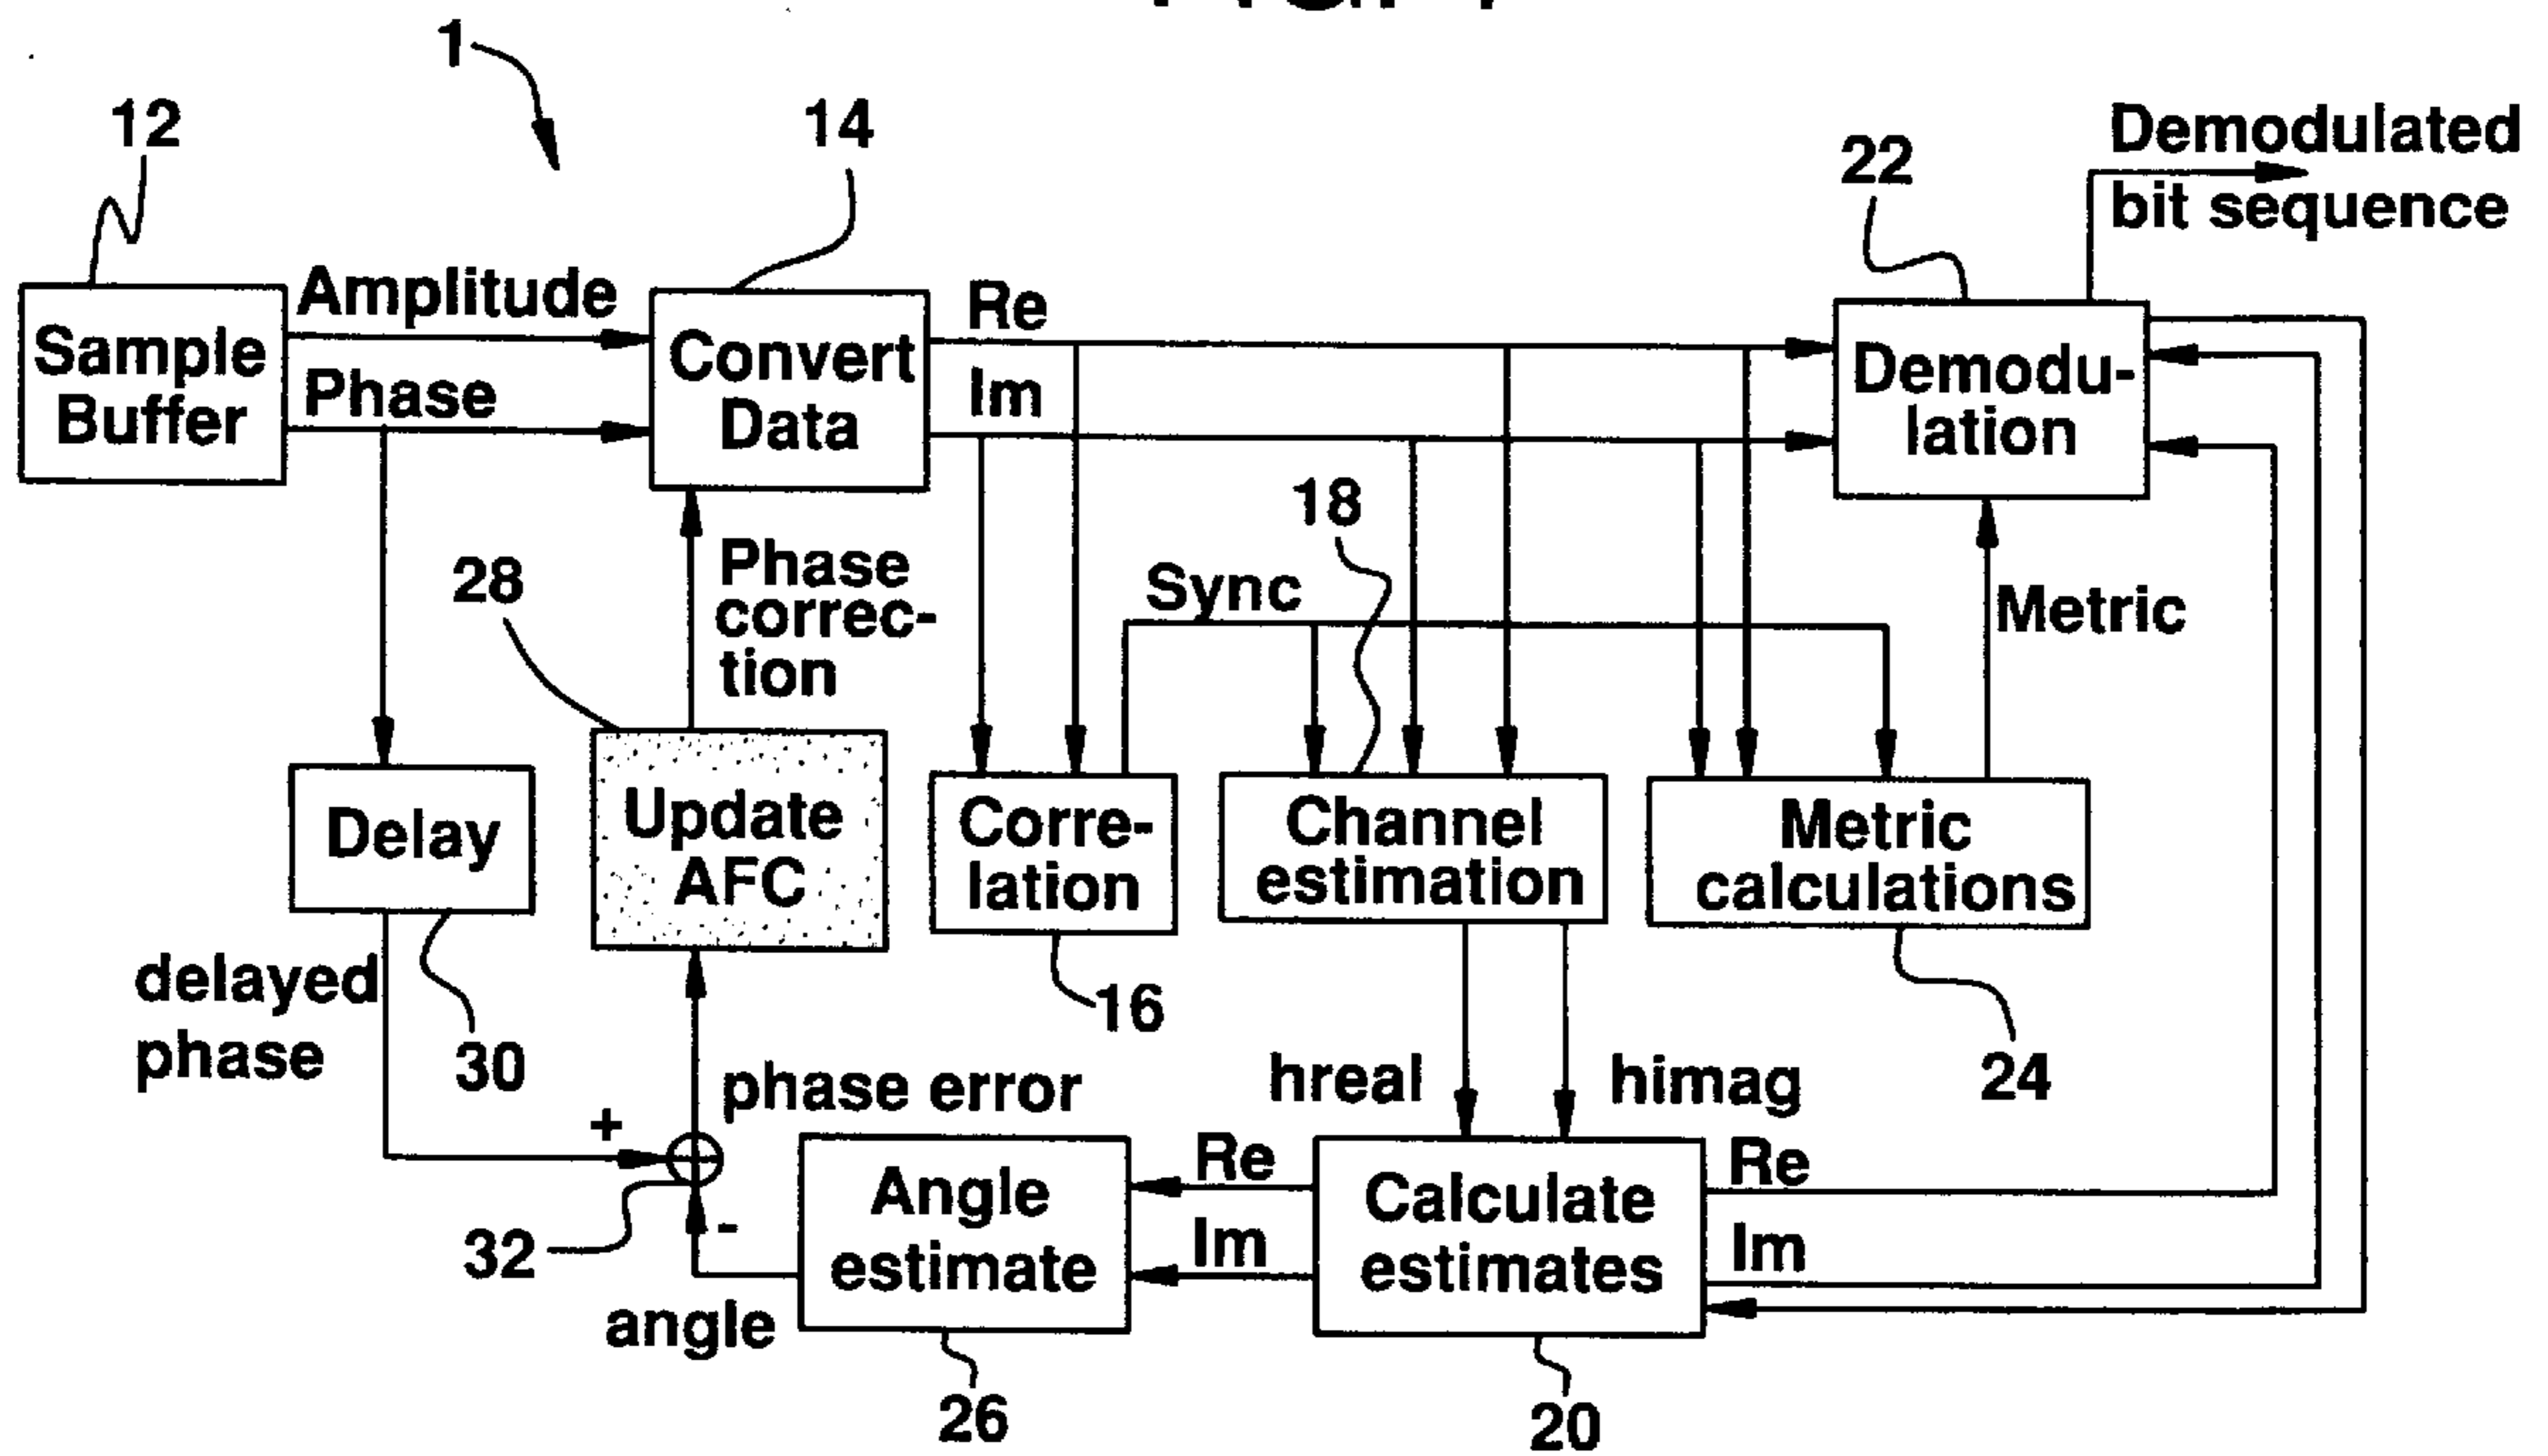 1
12
14
22
Demodulated
bit sequence
Amplitude
Phase
Sample
Buffer
Convert
Data
Re
Im
Demodu-
lation
18
28
Phase
correc-
tion
Sync
Metric
Delay
Update
AFC
Corre-
lation
Channel
estimation
Metric
calculations
delayed
phase
30
16
24
phase error
hreal
himag
+
-
32
angle
Angle
estimate
Re
Im
Calculate
estimates
Re
Im
26
20